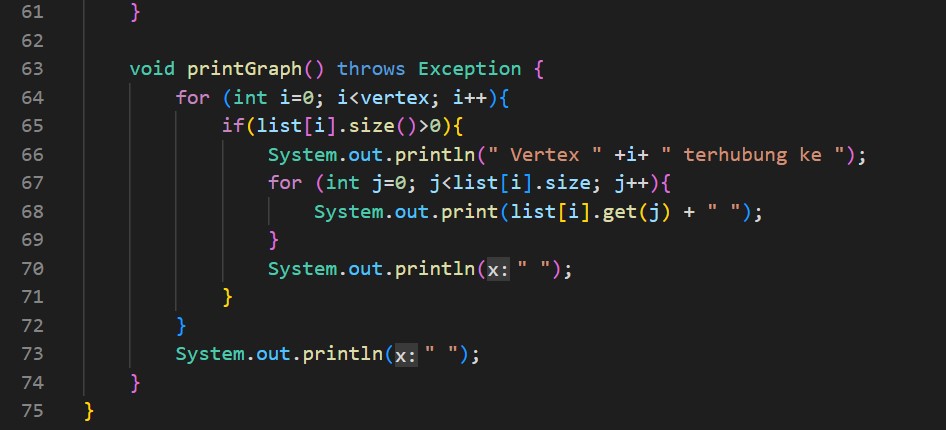 61 }
62
63 void printGraph() throws Exception {
64 for (int i=0; i<vertex; i++){
65 if(list[i].size()>0){
66 System.out.println(" Vertex " +i+ " terhubung ke ");
67 for (int j=0; j<list[i].size; j++){
68 System.out.print(list[i].get(j) + " ");
69 }
70 System.out.println(x: " ");
71 }
72 }
73 System.out.println(x: " ");
74 }
75 }